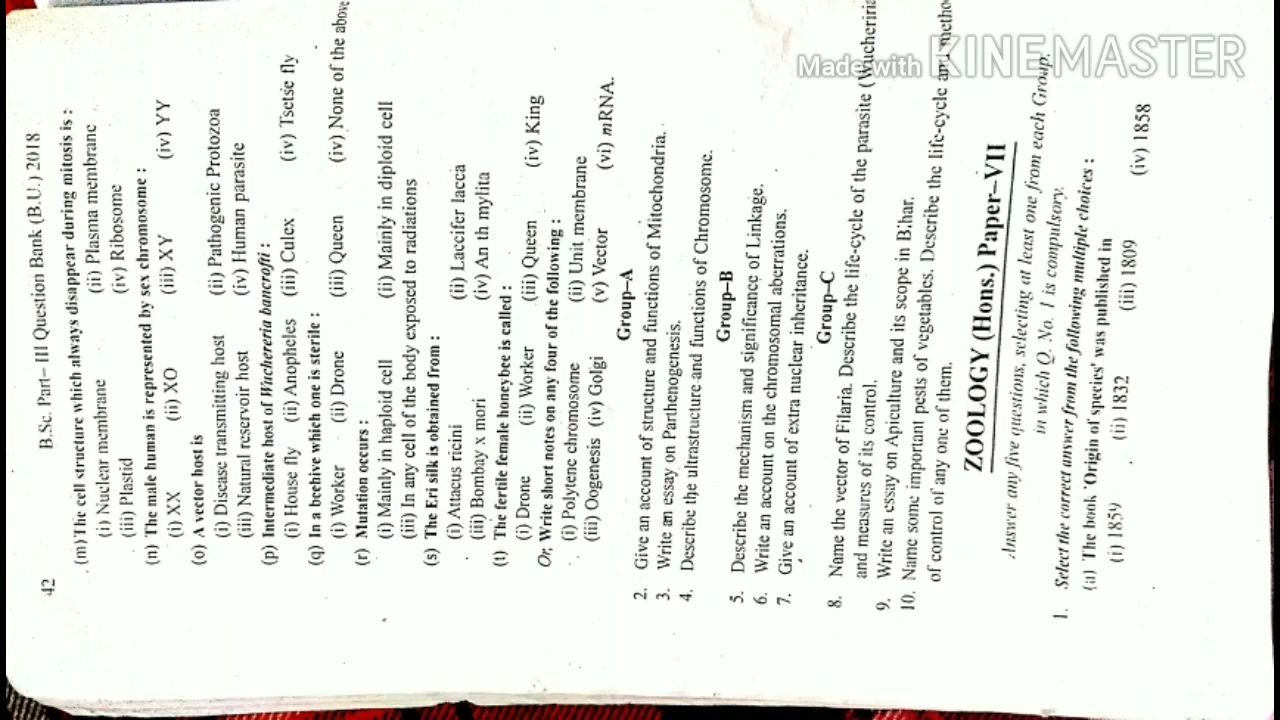 42 B.Sc. Part– III Question Bank (B.U.) 2018
(m) The cell structure which always disappear during mitosis is :
(i) Nuclear membrane (ii) Plasma membrane
(iii) Plastid (iv) Ribosome
(n) The male human is represented by sex chromosome :
(i) XX (ii) XO (iii) XY (iv) YY
(o) A vector host is
(i) Disease transmitting host (ii) Pathogenic Protozoa
(iii) Natural reservoir host (iv) Human parasite
(p) Intermediate host of Wuchereria bancrofti :
(i) House fly (ii) Anopheles (iii) Culex (iv) Tsetse fly
(q) In a beehive which one is sterile :
(i) Worker (ii) Drone (iii) Queen (iv) None of the above
(r) Mutation occurs :
(i) Mainly in haploid cell (ii) Mainly in diploid cell
(iii) In any cell of the body exposed to radiations
(s) The Eri silk is obtained from :
(i) Attacus ricini (ii) Laccifer lacca
(iii) Bombay x mori (iv) An th mylita
(t) The fertile female honeybee is called :
(i) Drone (ii) Worker (iii) Queen (iv) King
Or, Write short notes on any four of the following :
(i) Polytene chromosome (ii) Unit membrane
(iii) Oogenesis (iv) Golgi (v) Vector (vi) mRNA.
Group–A
2. Give an account of structure and functions of Mitochondria.
3. Write an essay on Parthenogenesis.
4. Describe the ultrastructure and functions of Chromosome.
Group–B
5. Describe the mechanism and significance of Linkage.
6. Write an account on the chromosomal aberrations.
7. Give an account of extra nuclear inheritance.
Group–C
8. Name the vector of Filaria. Describe the life-cycle of the parasite (Wuchereria
and measures of its control.
9. Write an essay on Apiculture and its scope in Bihar.
10. Name some important pests of vegetables. Describe the life-cycle and metho
of control of any one of them.
ZOOLOGY (Hons.) Paper–VII
Answer any five questions, selecting at least one from each Group,
in which Q. No. 1 is compulsory.
1. Select the correct answer from the following multiple choices :
(a) The book 'Origin of species' was published in
(i) 1859 (ii) 1832 (iii) 1809 (iv) 1858
Made with KINEMASTER